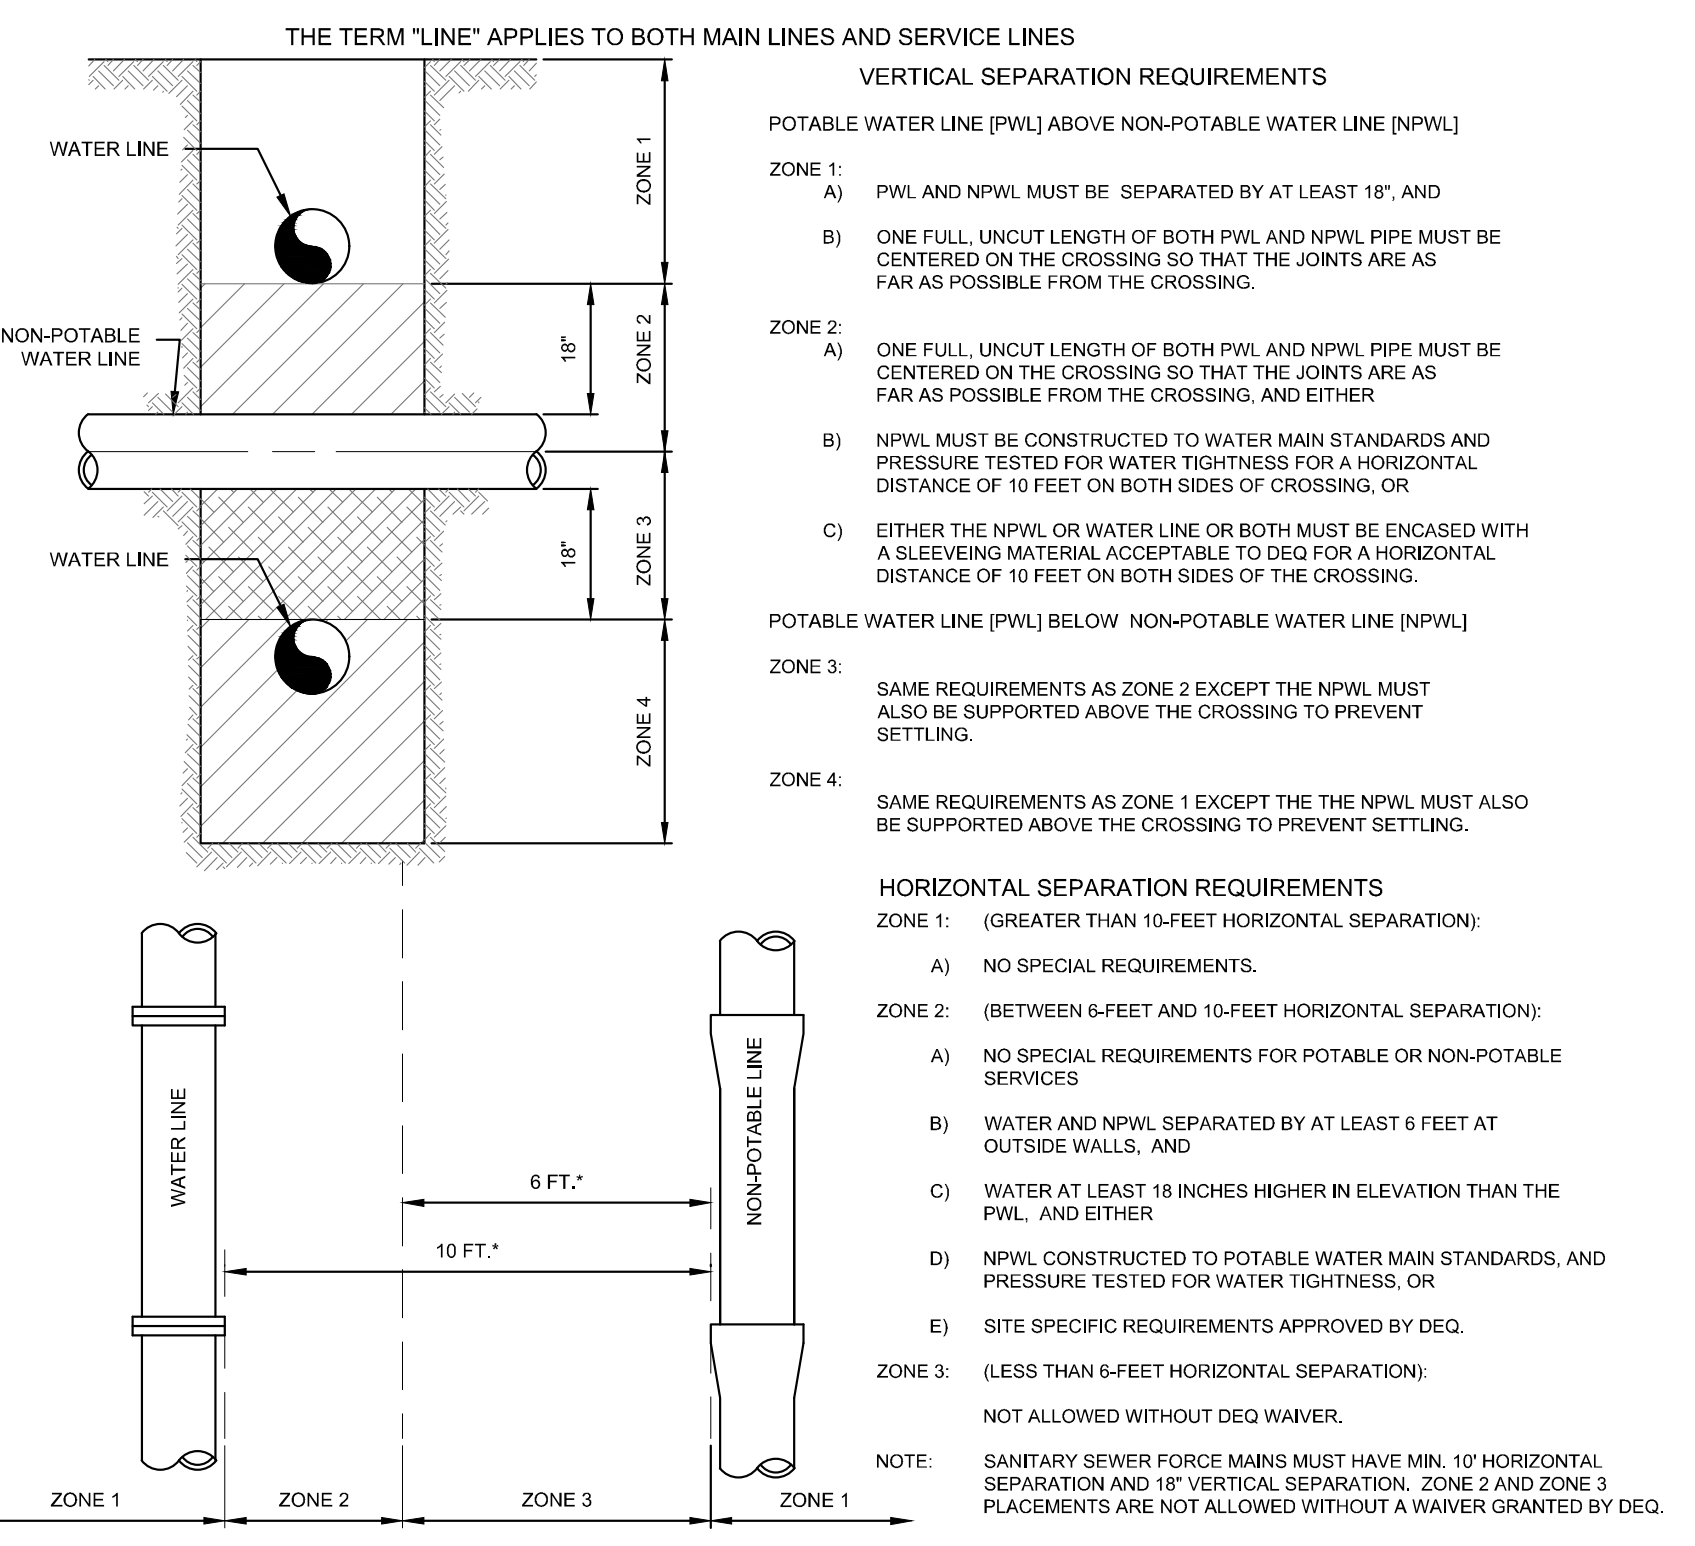 THE TERM "LINE" APPLIES TO BOTH MAIN LINES AND SERVICE LINES
WATER LINE
NON-POTABLE
WATER LINE
WATER LINE
ZONE 1
ZONE 2
18"
ZONE 3
18"
ZONE 4
VERTICAL SEPARATION REQUIREMENTS
POTABLE WATER LINE [PWL] ABOVE NON-POTABLE WATER LINE [NPWL]
ZONE 1:
A) PWL AND NPWL MUST BE SEPARATED BY AT LEAST 18", AND
B) ONE FULL, UNCUT LENGTH OF BOTH PWL AND NPWL PIPE MUST BE
CENTERED ON THE CROSSING SO THAT THE JOINTS ARE AS
FAR AS POSSIBLE FROM THE CROSSING.
ZONE 2:
A) ONE FULL, UNCUT LENGTH OF BOTH PWL AND NPWL PIPE MUST BE
CENTERED ON THE CROSSING SO THAT THE JOINTS ARE AS
FAR AS POSSIBLE FROM THE CROSSING, AND EITHER
B) NPWL MUST BE CONSTRUCTED TO WATER MAIN STANDARDS AND
PRESSURE TESTED FOR WATER TIGHTNESS FOR A HORIZONTAL
DISTANCE OF 10 FEET ON BOTH SIDES OF CROSSING, OR
C) EITHER THE NPWL OR WATER LINE OR BOTH MUST BE ENCASED WITH
A SLEEVEING MATERIAL ACCEPTABLE TO DEQ FOR A HORIZONTAL
DISTANCE OF 10 FEET ON BOTH SIDES OF THE CROSSING.
POTABLE WATER LINE [PWL] BELOW NON-POTABLE WATER LINE [NPWL]
ZONE 3:
SAME REQUIREMENTS AS ZONE 2 EXCEPT THE NPWL MUST
ALSO BE SUPPORTED ABOVE THE CROSSING TO PREVENT
SETTLING.
ZONE 4:
SAME REQUIREMENTS AS ZONE 1 EXCEPT THE THE NPWL MUST ALSO
BE SUPPORTED ABOVE THE CROSSING TO PREVENT SETTLING.
WATER LINE
NON-POTABLE LINE
6 FT.*
10 FT.*
ZONE 1
ZONE 2
ZONE 3
ZONE 1
HORIZONTAL SEPARATION REQUIREMENTS
ZONE 1: (GREATER THAN 10-FEET HORIZONTAL SEPARATION):
A) NO SPECIAL REQUIREMENTS.
ZONE 2: (BETWEEN 6-FEET AND 10-FEET HORIZONTAL SEPARATION):
A) NO SPECIAL REQUIREMENTS FOR POTABLE OR NON-POTABLE
SERVICES
B) WATER AND NPWL SEPARATED BY AT LEAST 6 FEET AT
OUTSIDE WALLS, AND
C) WATER AT LEAST 18 INCHES HIGHER IN ELEVATION THAN THE
PWL, AND EITHER
D) NPWL CONSTRUCTED TO POTABLE WATER MAIN STANDARDS, AND
PRESSURE TESTED FOR WATER TIGHTNESS, OR
E) SITE SPECIFIC REQUIREMENTS APPROVED BY DEQ.
ZONE 3: (LESS THAN 6-FEET HORIZONTAL SEPARATION):
NOT ALLOWED WITHOUT DEQ WAIVER.
NOTE: SANITARY SEWER FORCE MAINS MUST HAVE MIN. 10' HORIZONTAL
SEPARATION AND 18" VERTICAL SEPARATION. ZONE 2 AND ZONE 3
PLACEMENTS ARE NOT ALLOWED WITHOUT A WAIVER GRANTED BY DEQ.